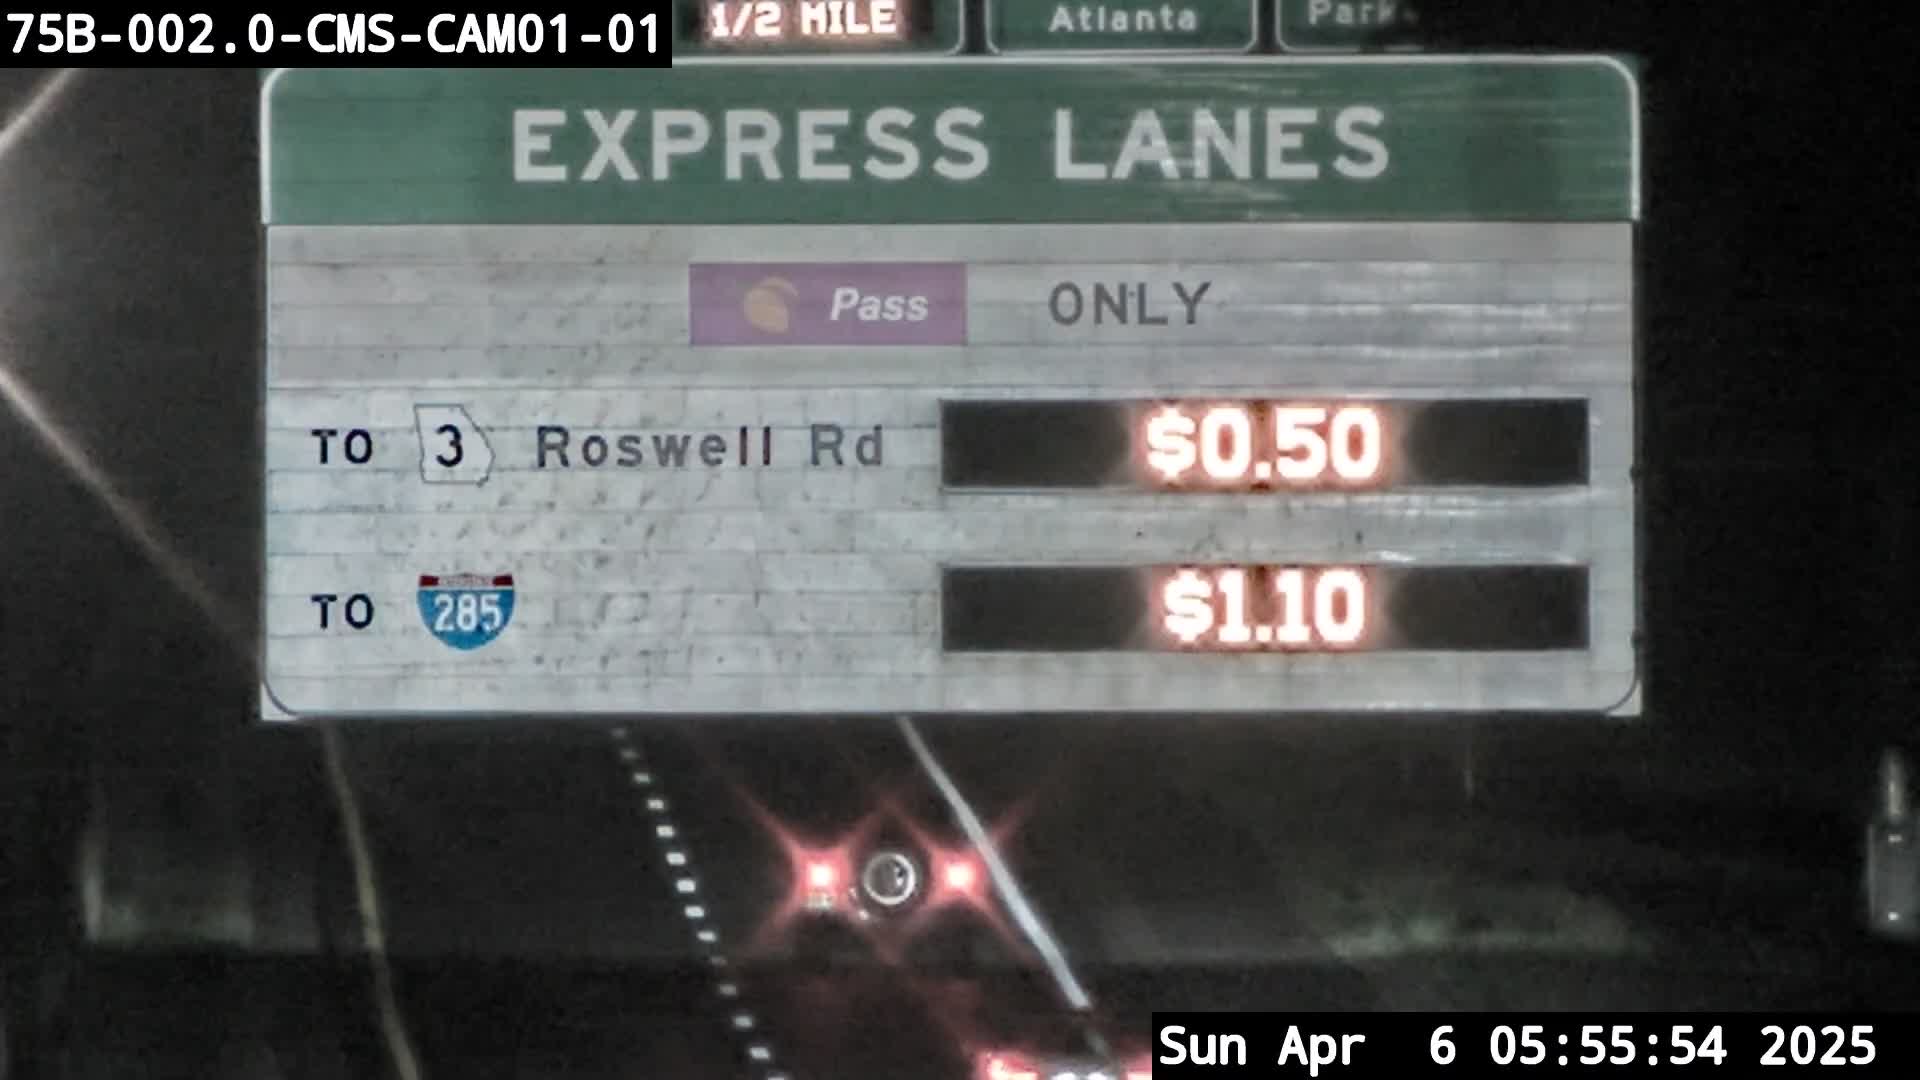 75B-002.0-CMS-CAM01-01
1/2 MILE
Atlanta
Park
EXPRESS LANES
Pass ONLY
TO 3 Roswell Rd $0.50
TO 285 $1.10
Sun Apr 6 05:55:54 2025